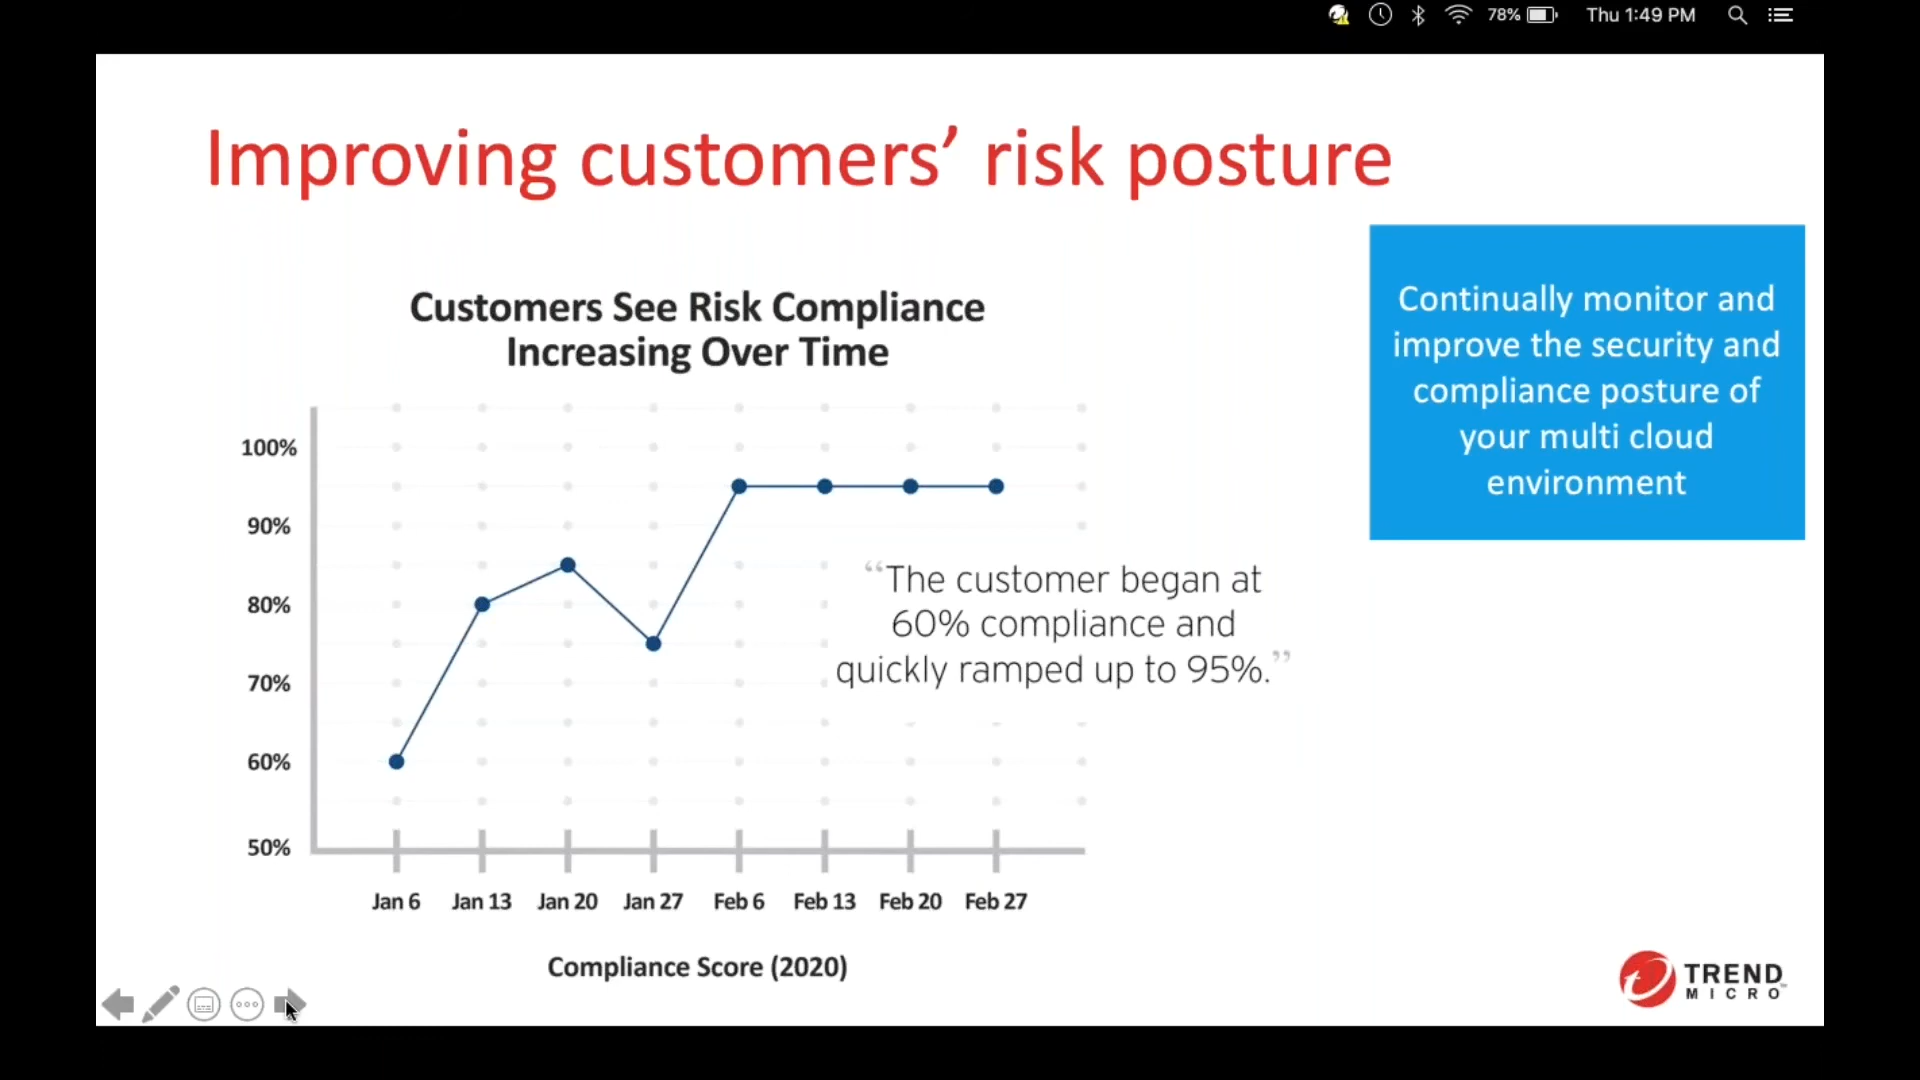 78%
Thu 1:49 PM
Improving customers’ risk posture
Customers See Risk Compliance
Increasing Over Time
100%
90%
80%
70%
60%
50%
Jan 6 Jan 13 Jan 20 Jan 27 Feb 6 Feb 13 Feb 20 Feb 27
Compliance Score (2020)
“The customer began at
60% compliance and
quickly ramped up to 95%.”
Continually monitor and
improve the security and
compliance posture of
your multi cloud
environment
TREND
MICRO